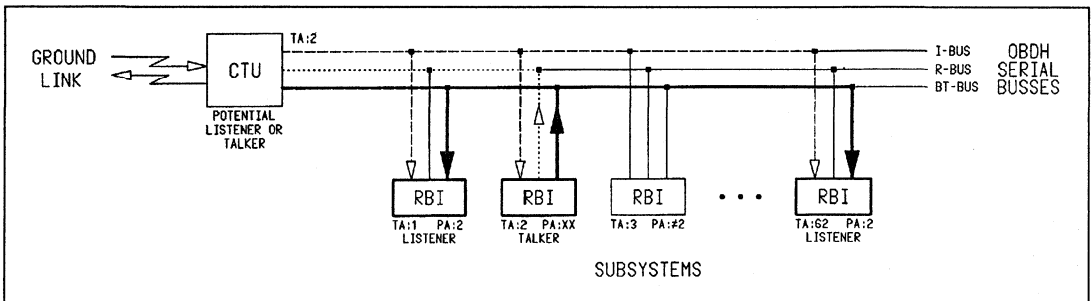 GROUND
LINK
CTU
TA:2
POTENTIAL
LISTENER OR
TALKER
I-BUS
R-BUS
BT-BUS
OBDH
SERIAL
BUSSES
RBI
RBI
RBI
• • •
RBI
TA:1 PA:2
LISTENER
TA:2 PA:XX
TALKER
TA:3 PA:≠2
TA:62 PA:2
LISTENER
SUBSYSTEMS